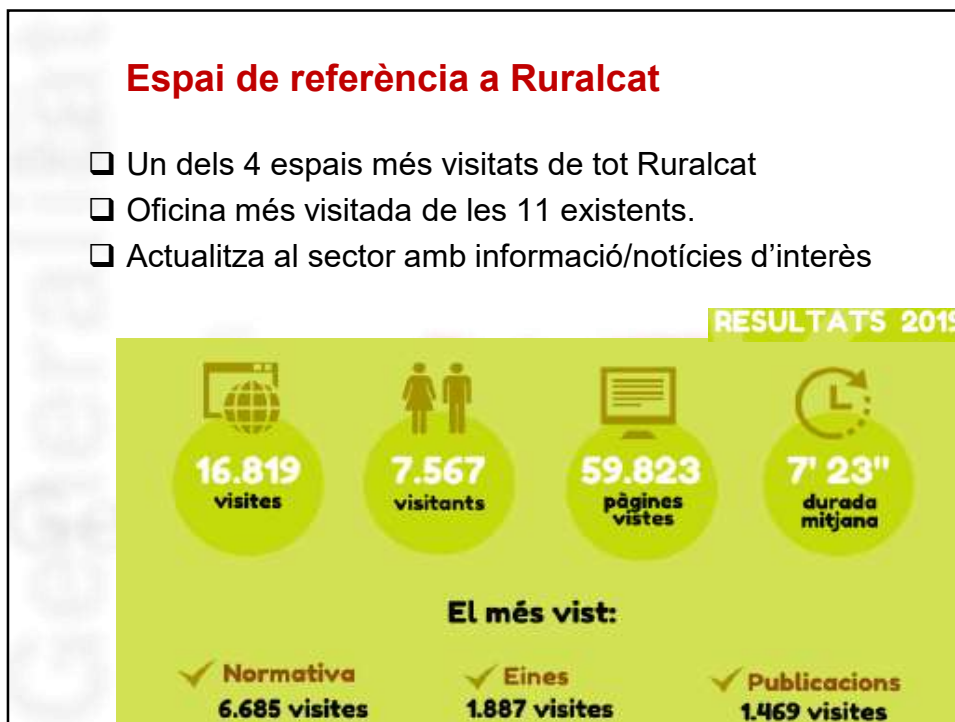 Espai de referència a Ruralcat
❑ Un dels 4 espais més visitats de tot Ruralcat
❑ Oficina més visitada de les 11 existents.
❑ Actualitza al sector amb informació/notícies d'interès
RESULTATS 2019
16.819 visites
7.567 visitants
59.823 pàgines vistes
7' 23" durada mitjana
El més vist:
Normativa
6.685 visites
Eines
1.887 visites
Publicacions
1.469 visites